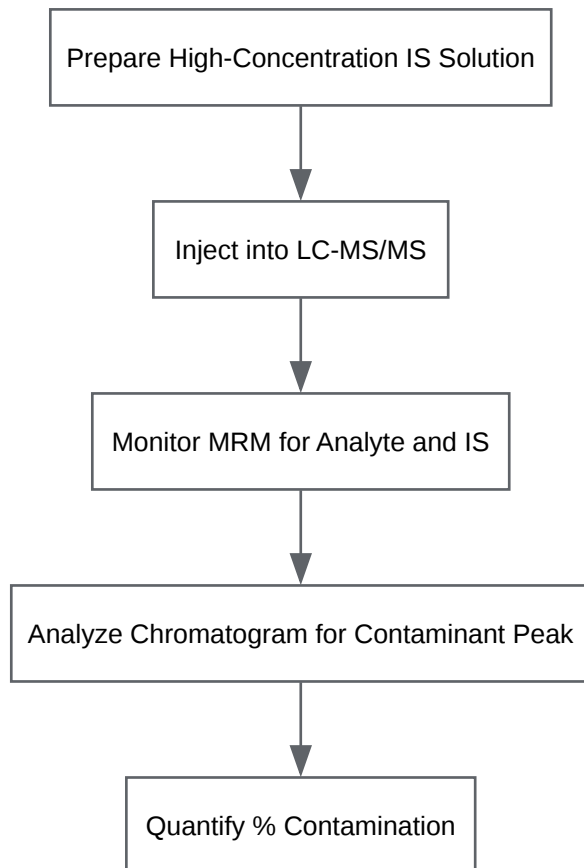 Prepare High-Concentration IS Solution
Inject into LC-MS/MS
Monitor MRM for Analyte and IS
Analyze Chromatogram for Contaminant Peak
Quantify % Contamination